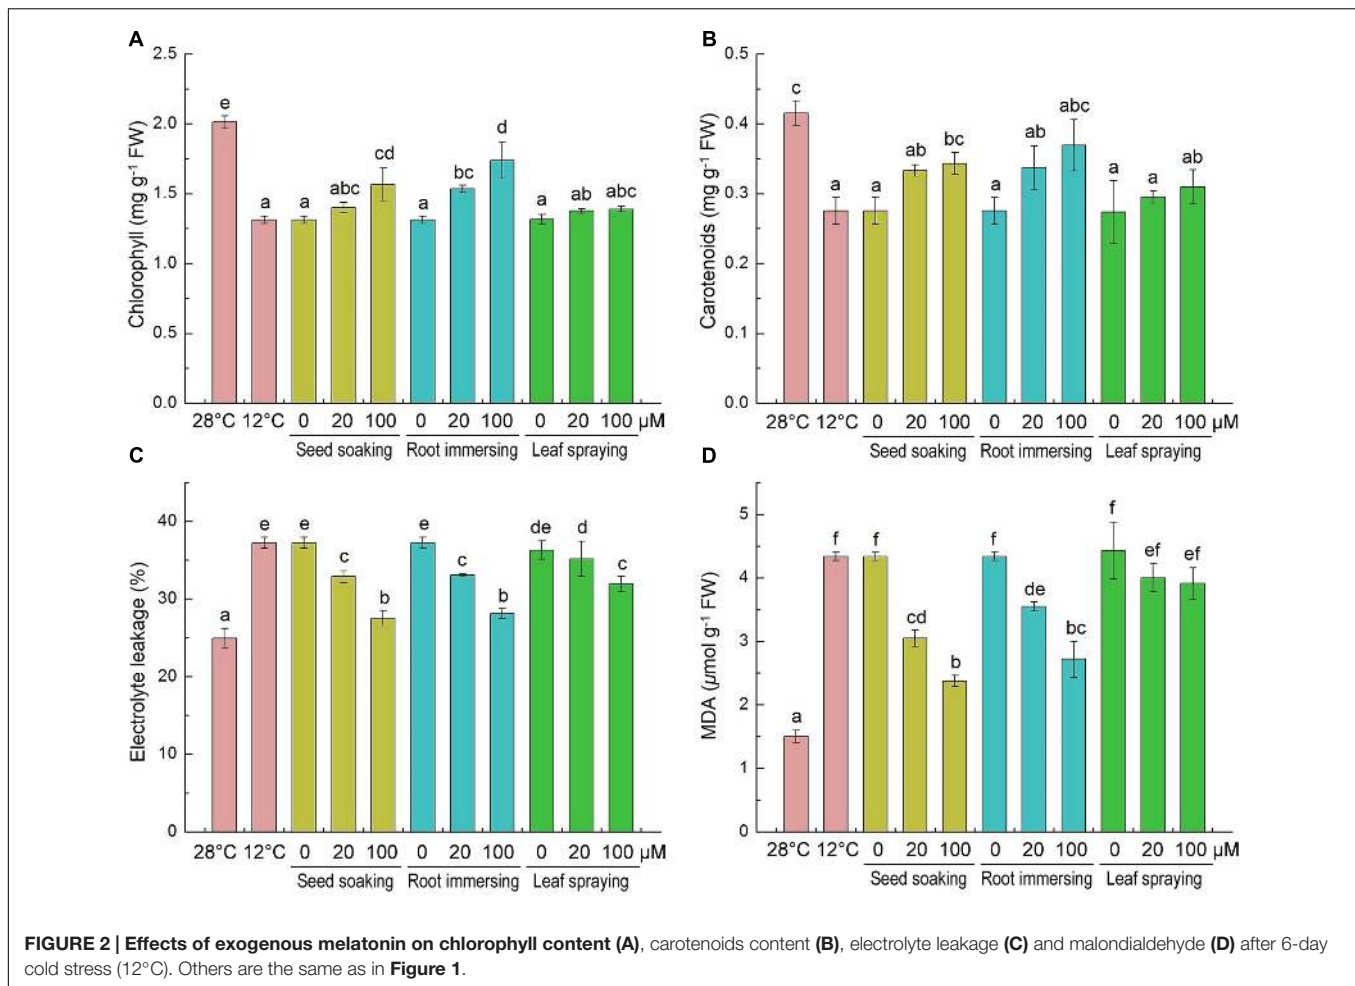 A
Chlorophyll (mg g⁻¹ FW)
2.5
2.0
1.5
1.0
0.5
0.0
e a a abc cd a bc d a ab abc
28°C 12°C 0 20 100 0 20 100 0 20 100 μM
Seed soaking Root immersing Leaf spraying
B
Carotenoids (mg g⁻¹ FW)
0.5
0.4
0.3
0.2
0.1
0.0
c a a ab bc a ab abc a a ab
28°C 12°C 0 20 100 0 20 100 0 20 100 μM
Seed soaking Root immersing Leaf spraying
C
Electrolyte leakage (%)
40
30
20
10
0
a e e c b e c b de d c
28°C 12°C 0 20 100 0 20 100 0 20 100 μM
Seed soaking Root immersing Leaf spraying
D
MDA (μmol g⁻¹ FW)
5
4
3
2
1
0
a f f cd b f de bc f ef ef
28°C 12°C 0 20 100 0 20 100 0 20 100 μM
Seed soaking Root immersing Leaf spraying
FIGURE 2 | Effects of exogenous melatonin on chlorophyll content (A), carotenoids content (B), electrolyte leakage (C) and malondialdehyde (D) after 6-day
cold stress (12°C). Others are the same as in Figure 1.